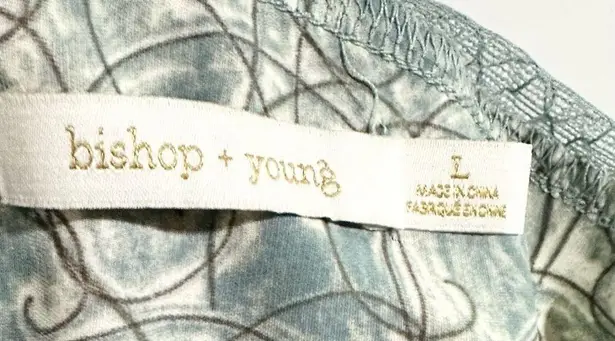 bishop + young
L
MADE IN CHINA
FABRIQUÉ EN CHINE